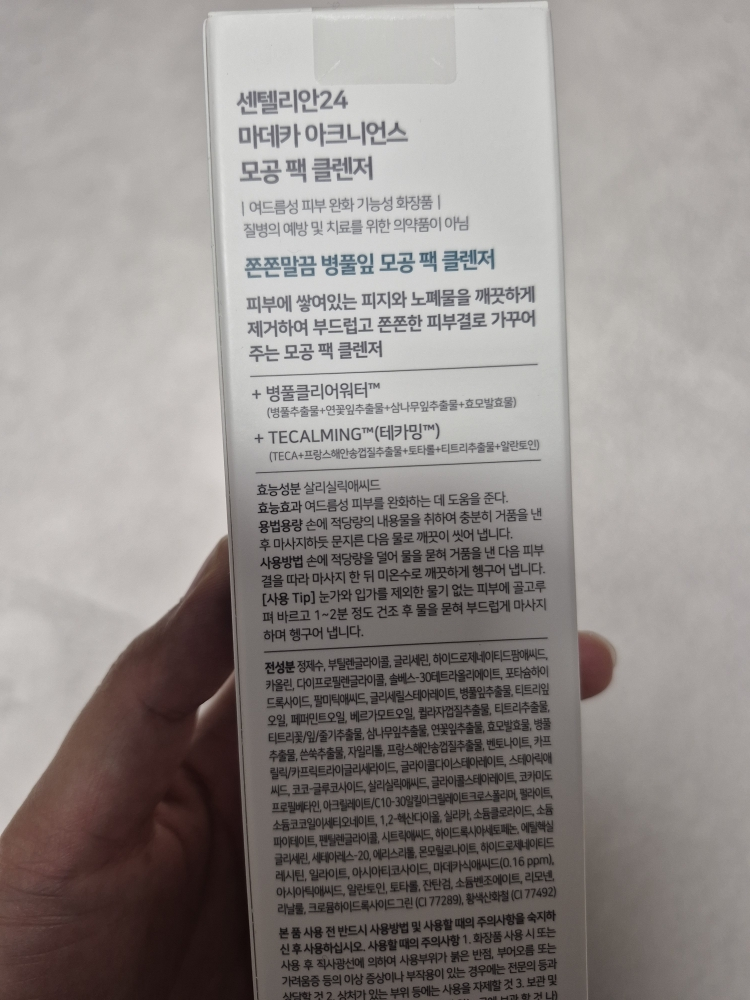 센텔리안24
마데카 아크니언스
모공 팩 클렌저
| 여드름성 피부 완화 기능성 화장품 |
질병의 예방 및 치료를 위한 의약품이 아님
쫀쫀말끔 병풀잎 모공 팩 클렌저
피부에 쌓여있는 피지와 노폐물을 깨끗하게
제거하여 부드럽고 쫀쫀한 피부결로 가꾸어
주는 모공 팩 클렌저
+ 병풀클리어워터™
(병풀추출물+연꽃잎추출물+삼나무잎추출물+효모발효물)
+ TECALMING™(테카밍™)
(TECA+프랑스해안송껍질추출물+토타롤+티트리추출물+알란토인)
효능성분 살리실릭애씨드
효능효과 여드름성 피부를 완화하는 데 도움을 준다.
용법용량 손에 적당량의 내용물을 취하여 충분히 거품을 낸
후 마사지하듯 문지른 다음 물로 깨끗이 씻어 냅니다.
사용방법 손에 적당량을 덜어 물을 묻혀 거품을 낸 다음 피부
결을 따라 마사지 한 뒤 미온수로 깨끗하게 헹구어 냅니다.
[사용 Tip] 눈가와 입가를 제외한 물기 없는 피부에 골고루
펴 바르고 1~2분 정도 건조 후 물을 묻혀 부드럽게 마사지
하며 헹구어 냅니다.
전성분 정제수, 부틸렌글라이콜, 글리세린, 하이드로제네이티드팜애씨드,
카올린, 다이프로필렌글라이콜, 솔베스-30테트라올리에이트, 포타슘하이
드록사이드, 팔미틱애씨드, 글리세릴스테아레이트, 병풀잎추출물, 티트리잎
오일, 페퍼민트오일, 베르가모트오일, 퀼라자껍질추출물, 티트리추출물,
티트리꽃/잎/줄기추출물, 삼나무잎추출물, 연꽃잎추출물, 효모발효물, 병풀
추출물, 쓴쑥추출물, 자일리톨, 프랑스해안송껍질추출물, 벤토나이트, 카프
릴릭/카프릭트라이글리세라이드, 글라이콜다이스테아레이트, 스테아릭애
씨드, 코코-글루코사이드, 살리실릭애씨드, 글라이콜스테아레이트, 코카미도
프로필베타인, 아크릴레이트/C10-30알킬아크릴레이트크로스폴리머, 펄라이트,
소듐코코일이세티오네이트, 1,2-헥산다이올, 실리카, 소듐클로라이드, 소듐
파이테이트, 펜틸렌글라이콜, 시트릭애씨드, 하이드록시아세토페논, 에틸헥실
글리세린, 세테아레스-20, 에리스리톨, 몬모릴로나이트, 하이드로제네이티드
레시틴, 일라이트, 아시아티코사이드, 마데카식애씨드(0.16 ppm),
아시아틱애씨드, 알란토인, 토타롤, 잔탄검, 소듐벤조에이트, 리모넨,
리날룰, 크로뮴하이드록사이드그린 (CI 77289), 황색산화철 (CI 77492)
본 품 사용 전 반드시 사용방법 및 사용할 때의 주의사항을 숙지하
신 후 사용하십시오. 사용할 때의 주의사항 1. 화장품 사용 시 또는
사용 후 직사광선에 의하여 사용부위가 붉은 반점, 부어오름 또는
가려움증 등의 이상 증상이나 부작용이 있는 경우에는 전문의 등과
상담할 것 2. 상처가 있는 부위 등에는 사용을 자제할 것 3. 보관 및